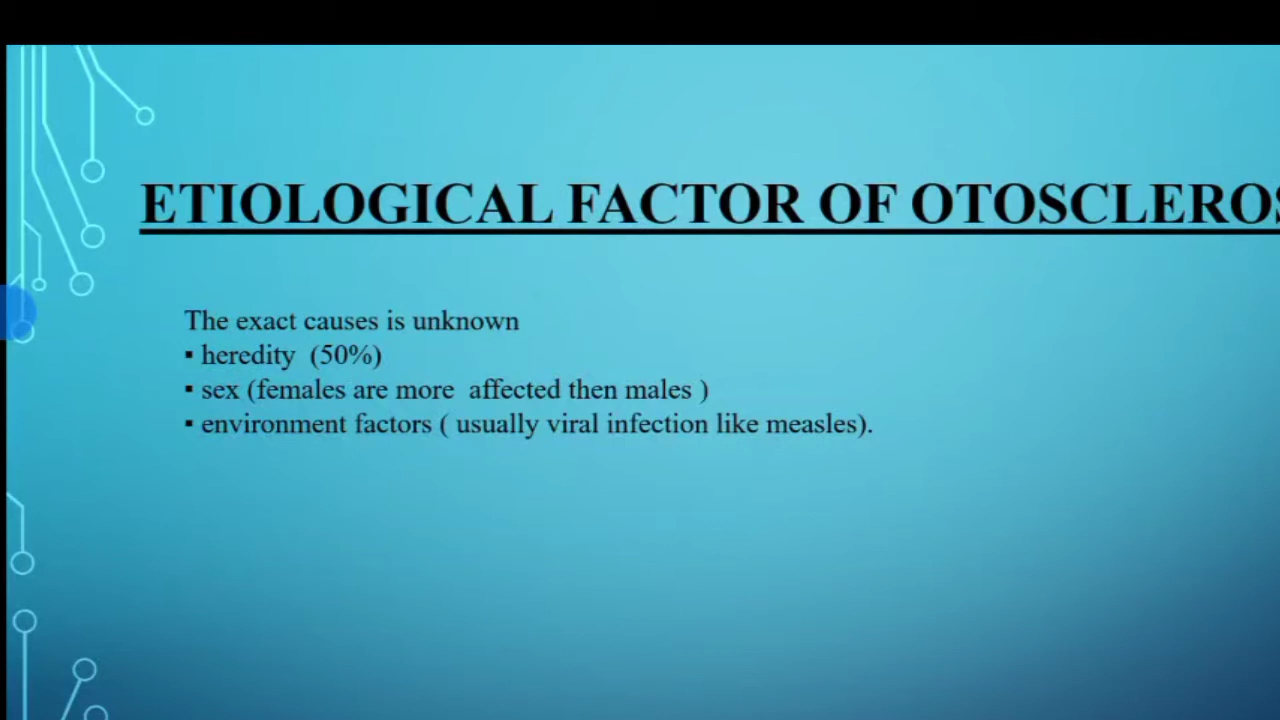 ETIOLOGICAL FACTOR OF OTOSCLEROS
The exact causes is unknown
▪ heredity (50%)
▪ sex (females are more affected then males )
▪ environment factors ( usually viral infection like measles).